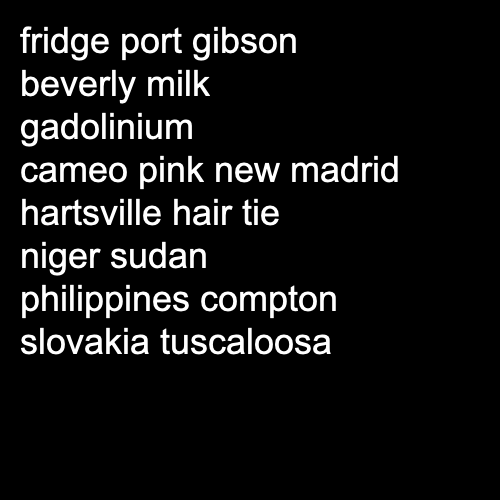 fridge port gibson
beverly milk
gadolinium
cameo pink new madrid
hartsville hair tie
niger sudan
philippines compton
slovakia tuscaloosa